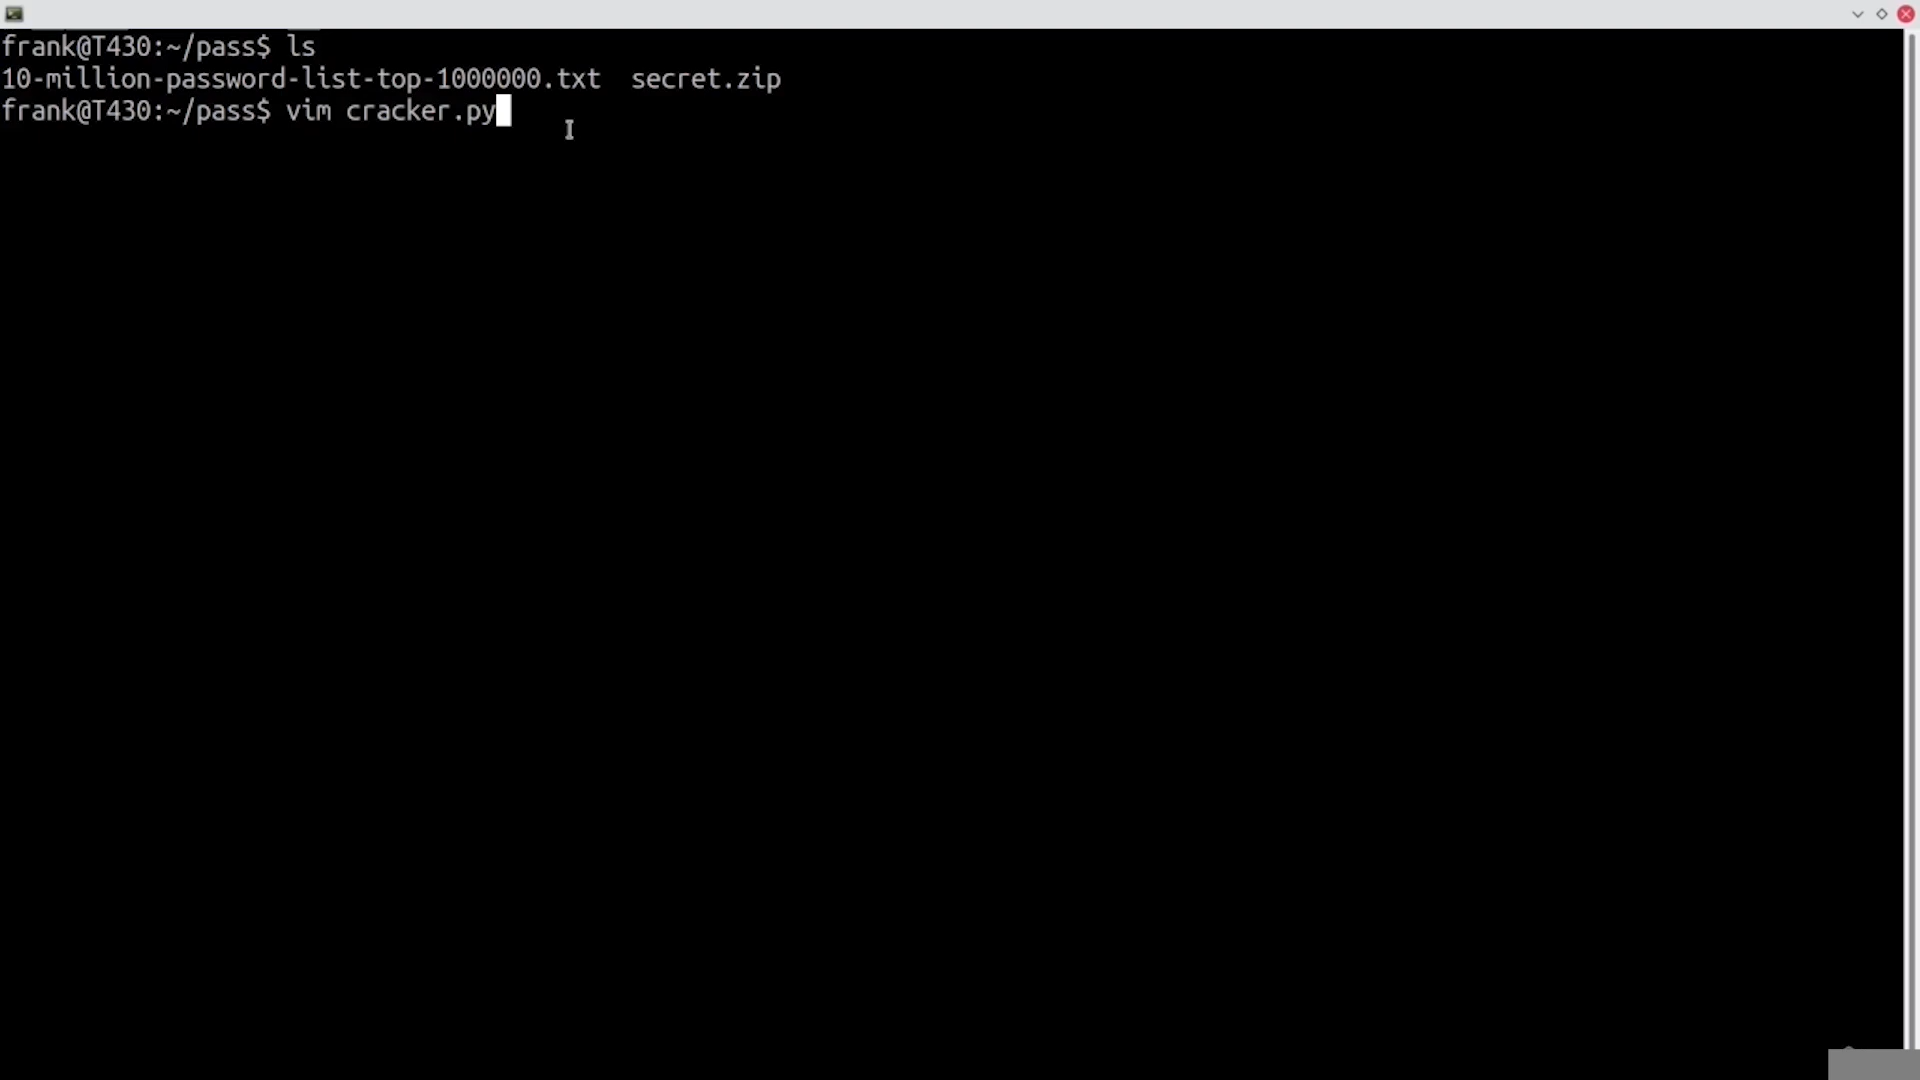 frank@T430:~/pass$ ls
10-million-password-list-top-1000000.txt  secret.zip
frank@T430:~/pass$ vim cracker.py